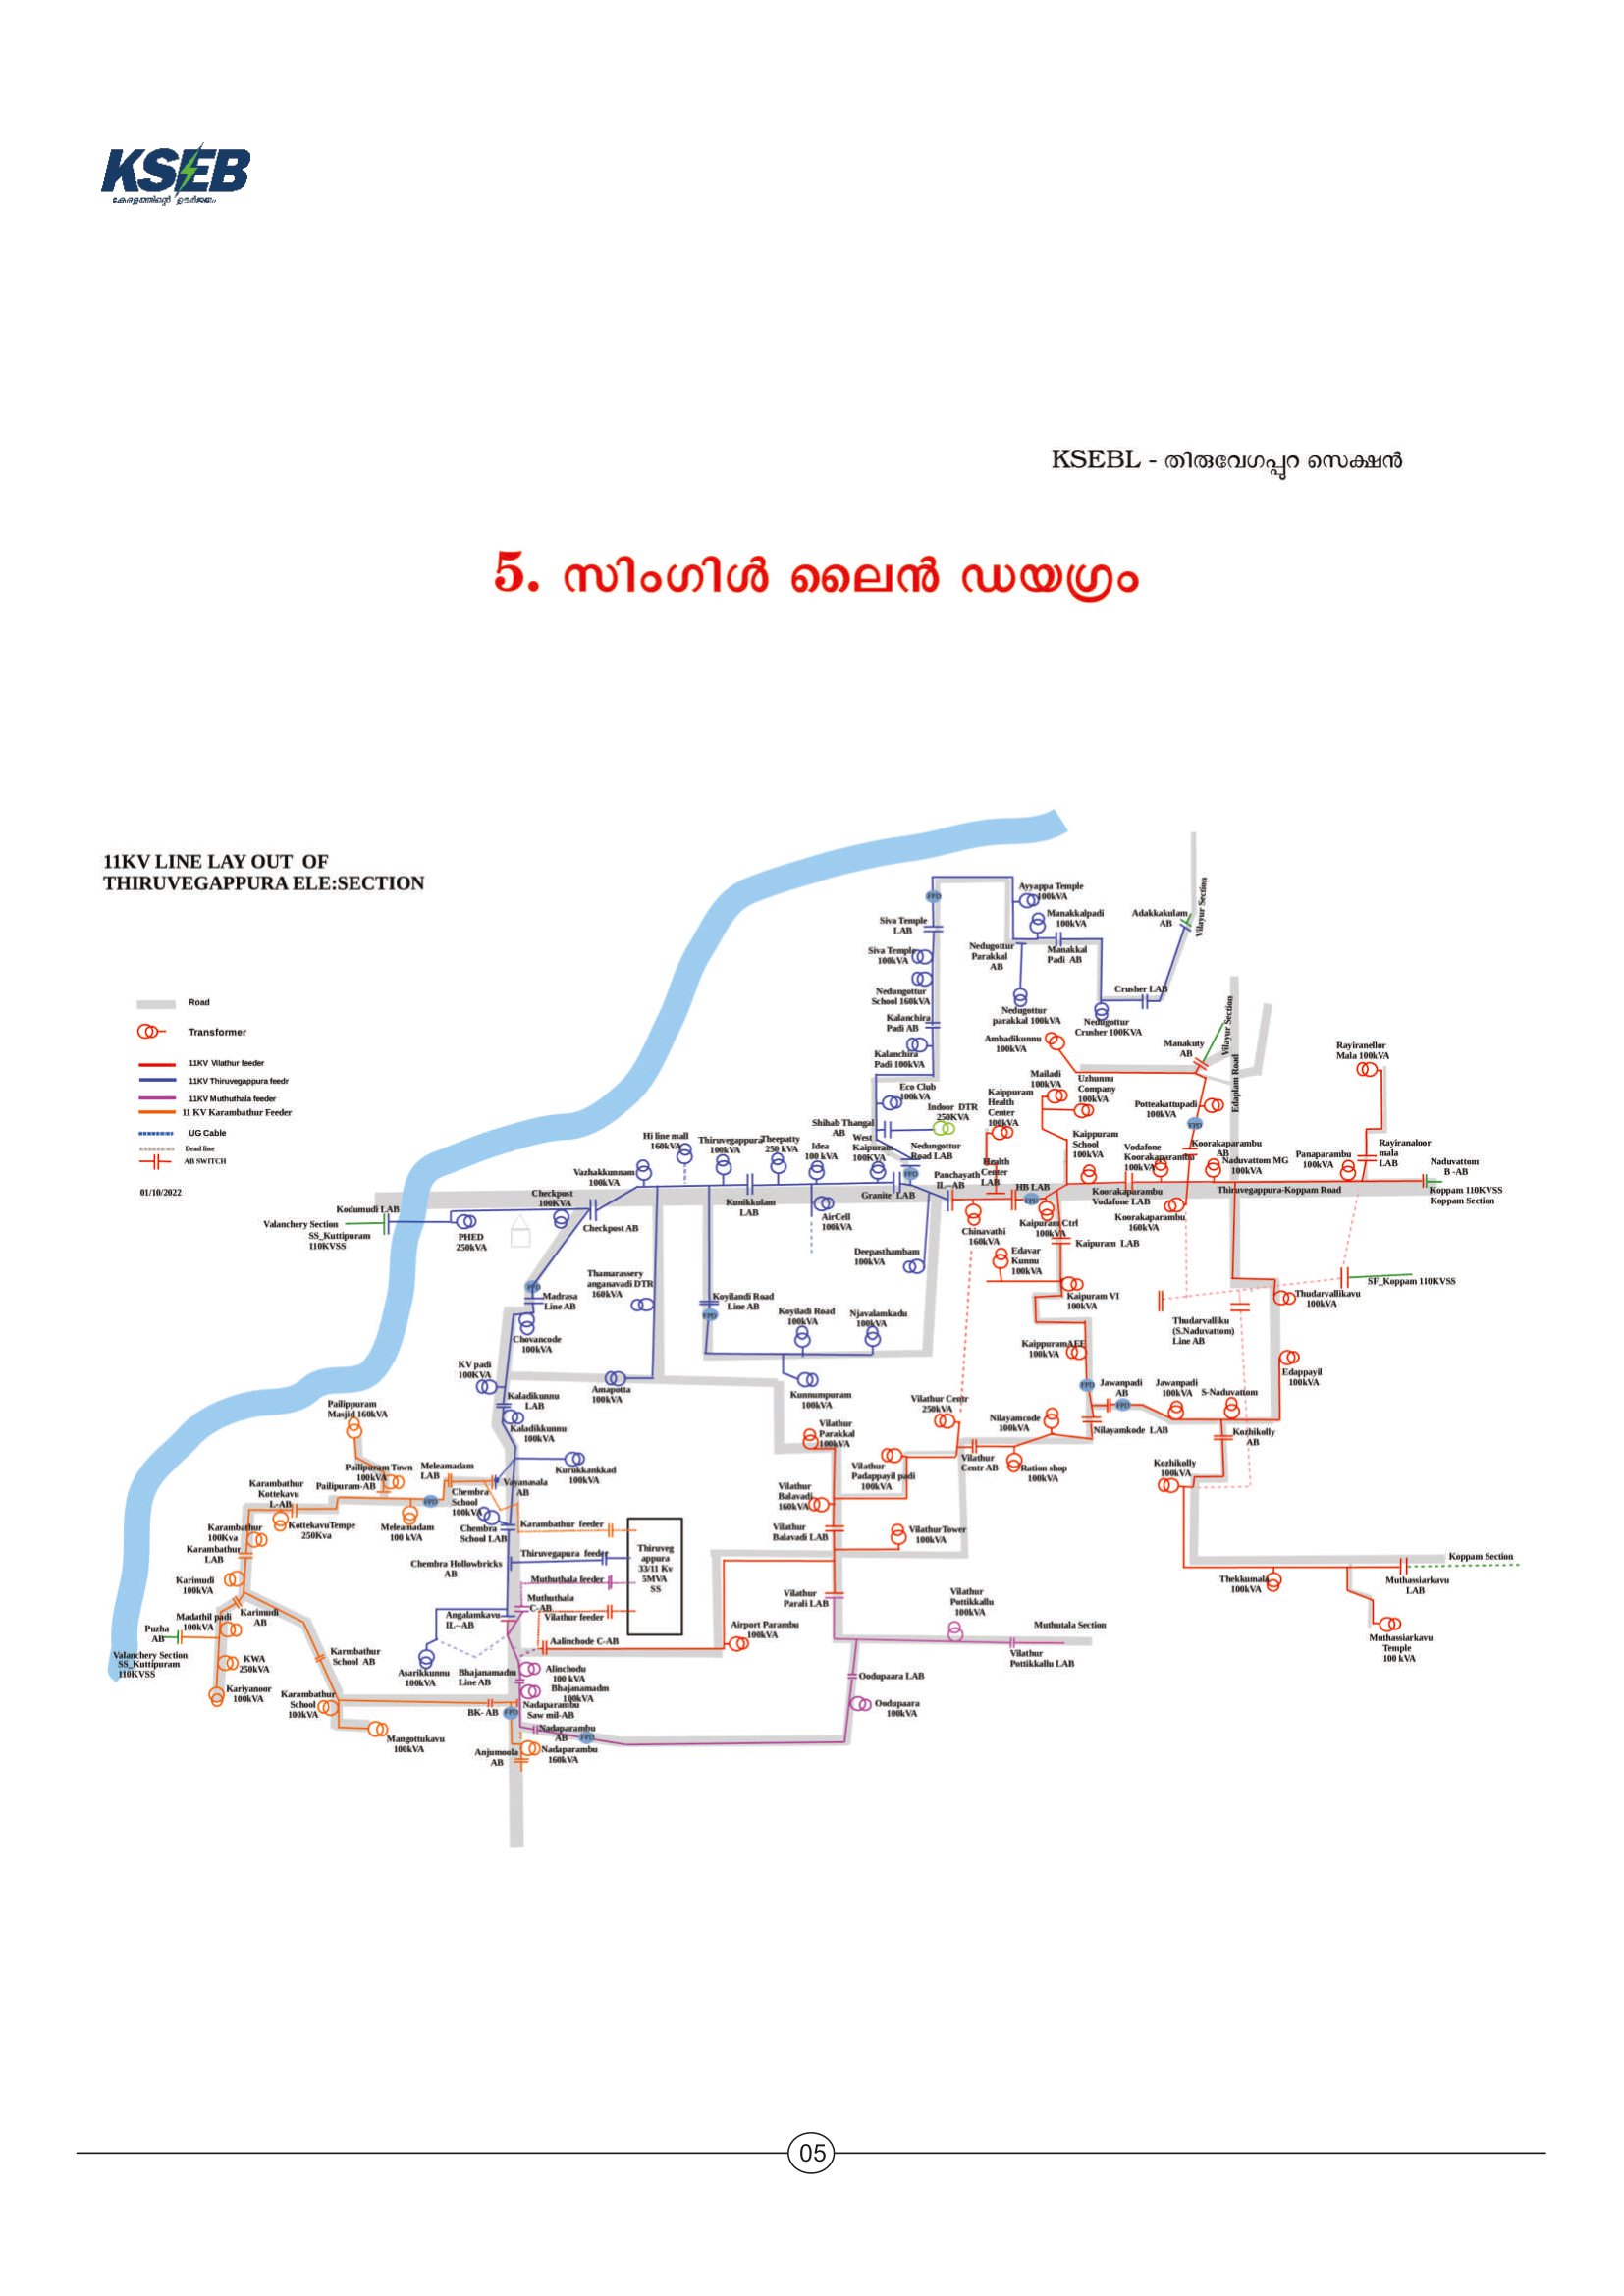 KSEB
കേരളത്തിന്റെ ഊർജ്ജം
KSEBL - തിരുവേഗപ്പുറ സെക്ഷൻ
5. സിംഗിൾ ലൈൻ ഡയഗ്രം
11KV LINE LAY OUT OF
THIRUVEGAPPURA ELE:SECTION
Road
Transformer
11KV Vilathur feeder
11KV Thiruvegappura feedr
11KV Muthuthala feeder
11 KV Karambathur Feeder
UG Cable
Dead line
AB SWITCH
01/10/2022
Ayyappa Temple
100kVA
FPD
Siva Temple
LAB
Manakkalpadi
100kVA
Adakkakulam
AB
Vilayur Section
Siva Temple
100kVA
Nedugottur
Parakkal
AB
Manakkal
Padi AB
Nedungottur
School 160kVA
Crusher LAB
Nedugottur
parakkal 100kVA
Nedugottur
Crusher 100KVA
Kalanchira
Padi AB
Kalanchira
Padi 100kVA
Ambadikunnu
100kVA
Manakuty
AB
Vilayur Section
Edaplam Road
Rayiranellor
Mala 100kVA
Eco Club
100kVA
Indoor DTR
250KVA
Shihab Thangal
AB
Kaippuram
Health
Center
100kVA
Mailadi
100kVA
Uzhunnu
Company
100kVA
Potteakattupadi
100kVA
FPD
Hi line mall
160kVA
Thiruvegappura
100kVA
Theepatty
250 kVA
Idea
100 kVA
West
Kaipuram
100KVA
Nedugottur
Road LAB
FPD
Kaippuram
School
100kVA
Vodafone
Koorakaparambu
100kVA
Koorakaparambu
AB
Naduvattom MG
100kVA
Panaparambu
100kVA
Rayiranaloor
mala
LAB
Naduvattom
B -AB
Vazhakkunnam
100kVA
Checkpost
100KVA
Health
Center
LAB
Panchayath
IL--AB
HB LAB
FPD
Granite LAB
Kunikkulam
LAB
Koorakaparambu
Vodafone LAB
Thiruvegappura-Koppam Road
Koppam 110KVSS
Koppam Section
Kodumudi LAB
Valanchery Section
SS_Kuttipuram
110KVSS
PHED
250kVA
Checkpost AB
AirCell
100kVA
Chinavathi
160kVA
Kaipuram Ctrl
100kVA
Koorakaparambu
160kVA
Deepasthambam
100kVA
Kaipuram LAB
Edavar
Kunnu
100kVA
Thamarassery
anganavadi DTR
160kVA
FPD
Madrasa
Line AB
Koyilandi Road
Line AB
FPD
Kaipuram VI
100kVA
SF_Koppam 110KVSS
Thudarvallikavu
100kVA
Thudarvalliku
(S.Naduvattom)
Line AB
Chovancode
100kVA
Koyiladi Road
100kVA
Njavalamkadu
100kVA
KaippuramAEE
100kVA
KV padi
100KVA
Amapotta
100kVA
Kunnumpuram
100kVA
FPD
Jawanpadi
AB
FPD
Jawanpadi
100kVA
S-Naduvattom
Edappayil
100kVA
Kaladikunnu
LAB
Kaladikkunnu
100kVA
Pailippuram
Masjid 160kVA
Vilathur Centr
250kVA
Nilayamcode
100kVA
Nilayamkode LAB
Kozhikolly
AB
Vilathur
Parakkal
100kVA
Pailipuram Town
100kVA
Pailipuram-AB
Meleamadam
LAB
Kurukkankkad
100kVA
Vayanasala
AB
Vilathur
Padappayil padi
100kVA
Vilathur
Centr AB
Ration shop
100kVA
Kozhikolly
100kVA
Karambathur
Kottekavu
L-AB
FPD
Chembra
School
100kVA
Vilathur
Balavadi
160kVA
KottekavuTempe
250Kva
Meleamadam
100 kVA
Chembra
School LAB
Karambathur feeder
Vilathur
Balavadi LAB
VilathurTower
100kVA
Karambathur
100Kva
Karambathur
LAB
Chembra Hollowbricks
AB
Thiruvegapura feeder
Thiruveg
appura
33/11 Kv
5MVA
SS
Koppam Section
Karimudi
100kVA
Muthuthala feeder
Thekkumala
100kVA
Muthassiarkavu
LAB
Karimudi
AB
Madathil padi
100kVA
Muthuthala
C-AB
Vilathur feeder
Angalamkavu
IL--AB
Vilathur
Parali LAB
Vilathur
Pottikkallu
100kVA
Puzha
AB
Airport Parambu
100kVA
Muthutala Section
Aalinchode C-AB
Muthassiarkavu
Temple
100 kVA
Valanchery Section
SS_Kuttipuram
110KVSS
KWA
250kVA
Karmbathur
School AB
Vilathur
Pottikkallu LAB
Asarikkunnu
100kVA
Bhajanamadm
Line AB
Alinchodu
100 kVA
Oodupaara LAB
Kariyanoor
100kVA
Karambathur
School
100kVA
Bhajanamadm
100kVA
Oodupaara
100kVA
BK- AB
FPD
Nadaparambu
Saw mil-AB
Mangottukavu
100kVA
Nadaparambu
AB
FPD
Anjumoola
AB
Nadaparambu
160kVA
05